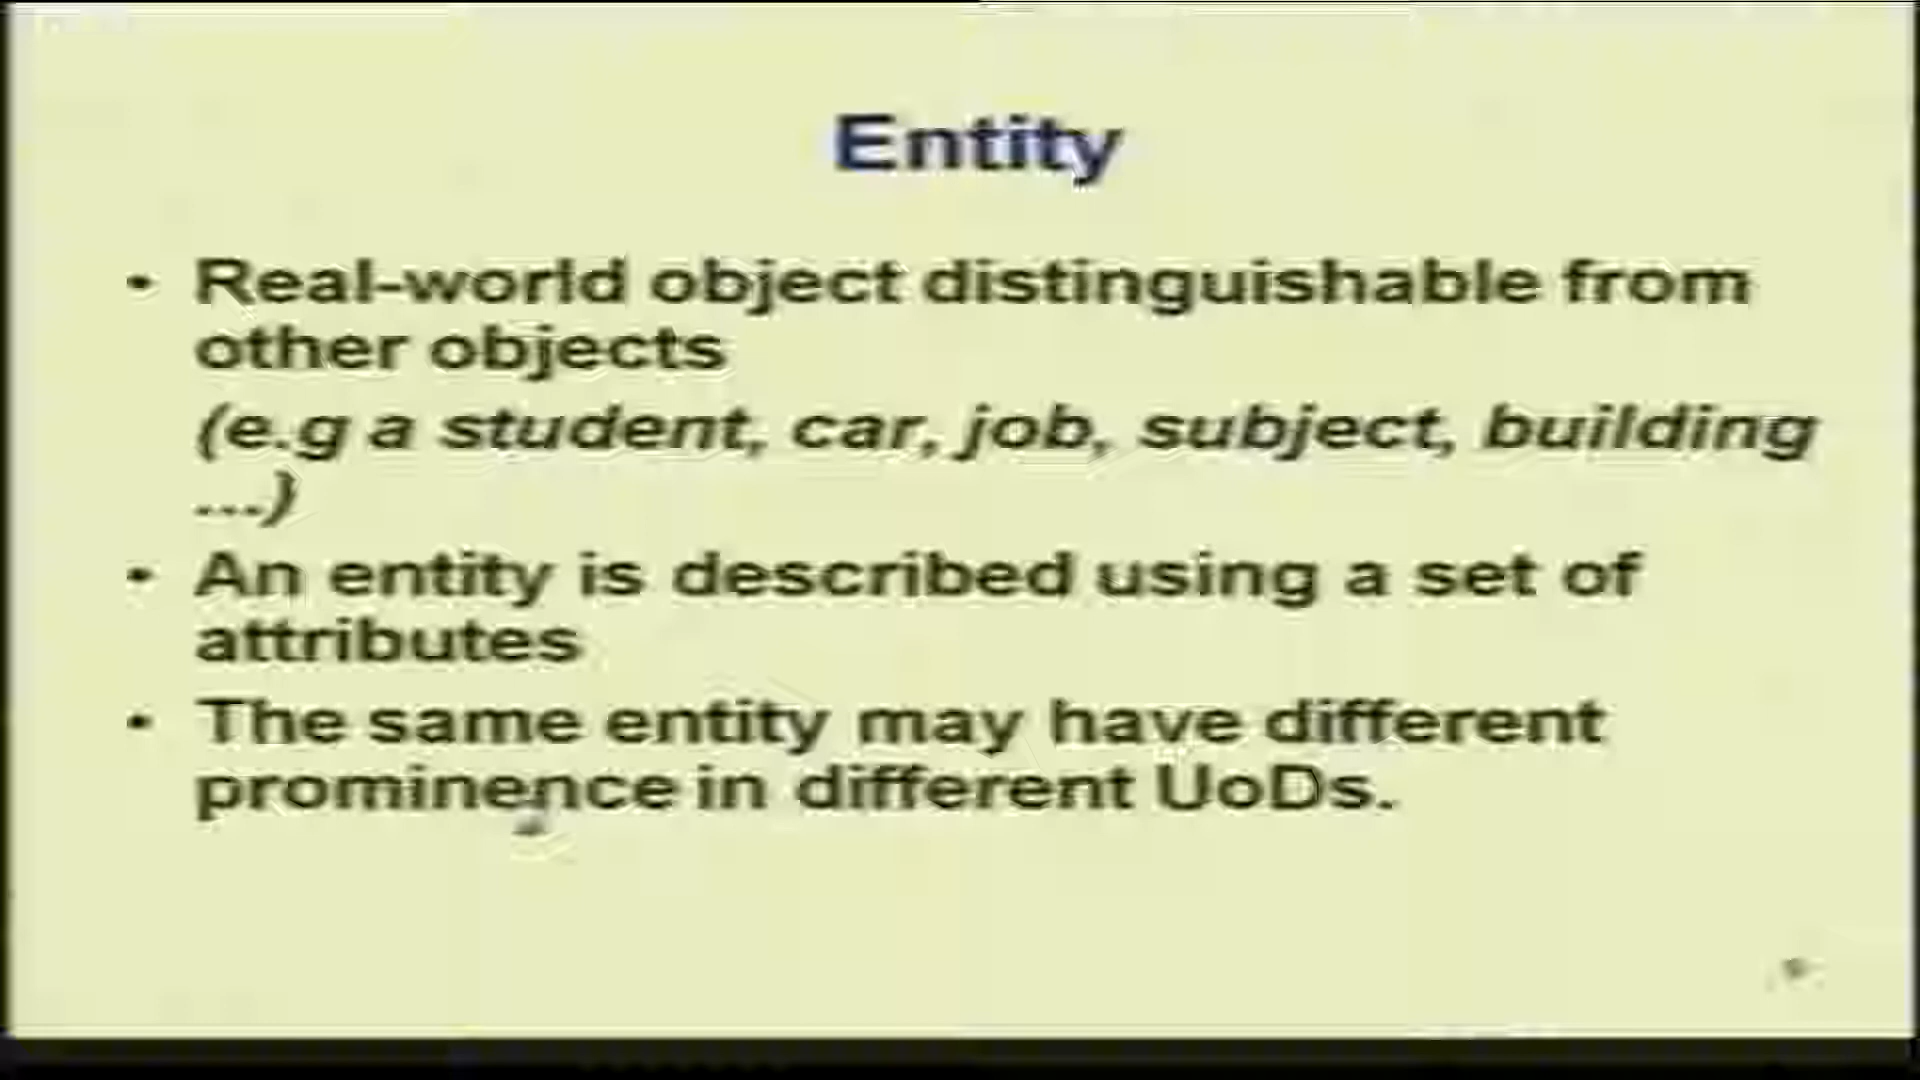 Entity
• Real-world object distinguishable from
other objects
(e.g a student, car, job, subject, building
...)
• An entity is described using a set of
attributes
• The same entity may have different
prominence in different UoDs.